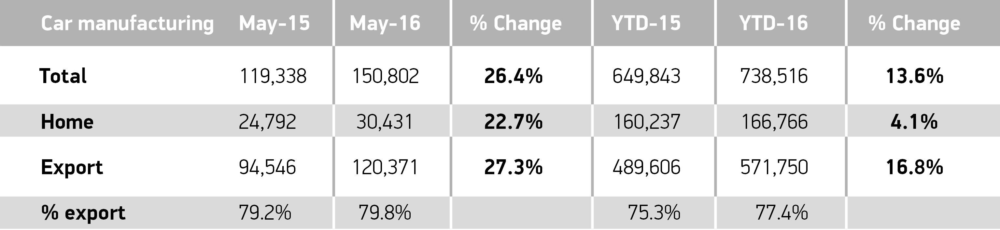 Car manufacturing May-15 May-16 % Change YTD-15 YTD-16 % Change
Total 119,338 150,802 26.4% 649,843 738,516 13.6%
Home 24,792 30,431 22.7% 160,237 166,766 4.1%
Export 94,546 120,371 27.3% 489,606 571,750 16.8%
% export 79.2% 79.8% 75.3% 77.4%